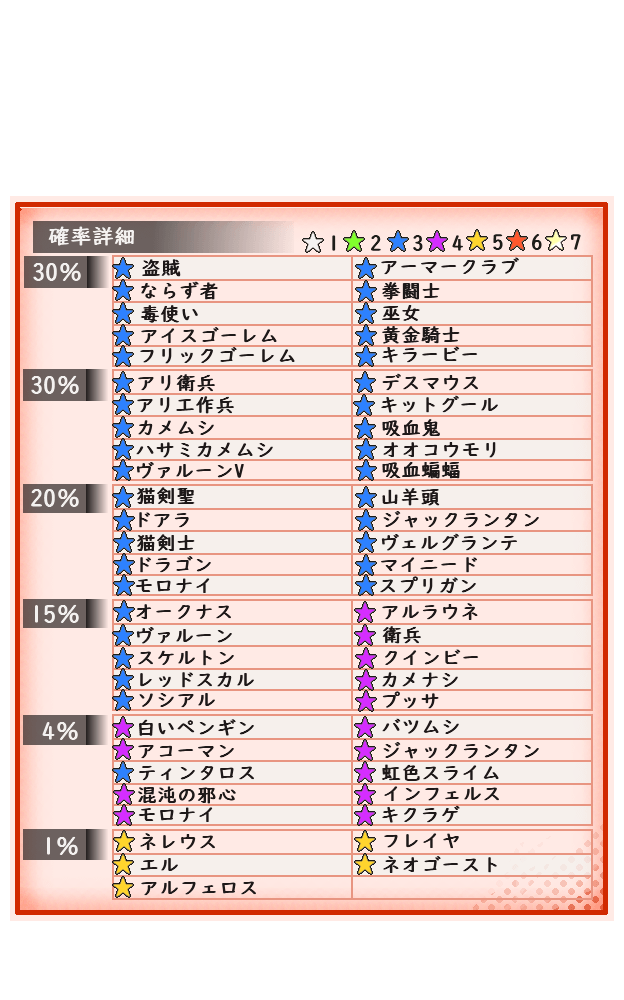 確率詳細 ☆1 ★2 ★3 ★4 ★5 ★6 ★7
30% ★盗賊 ★アーマークラブ
★ならず者 ★拳闘士
★毒使い ★巫女
★アイスゴーレム ★黄金騎士
★フリックゴーレム ★キラービー
30% ★アリ衛兵 ★デスマウス
★アリ工作兵 ★キットグール
★カメムシ ★吸血鬼
★ハサミカメムシ ★オオコウモリ
★ヴァルーンV ★吸血蝙蝠
20% ★猫剣聖 ★山羊頭
★ドアラ ★ジャックランタン
★猫剣士 ★ヴェルグランテ
★ドラゴン ★マイニード
★モロナイ ★スプリガン
15% ★オークナス ★アルラウネ
★ヴァルーン ★衛兵
★スケルトン ★クインビー
★レッドスカル ★カメナシ
★ソシアル ★プッサ
4% ★白いペンギン ★バツムシ
★アコーマン ★ジャックランタン
★ティンタロス ★虹色スライム
★混沌の邪心 ★インフェルス
★モロナイ ★キクラゲ
1% ★ネレウス ★フレイヤ
★エル ★ネオゴースト
★アルフェロス